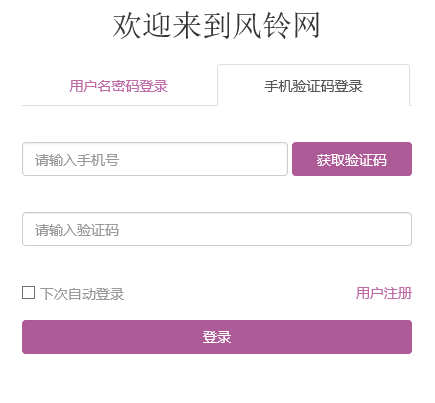 欢迎来到风铃网
用户名密码登录 手机验证码登录
请输入手机号 获取验证码
请输入验证码
下次自动登录 用户注册
登录